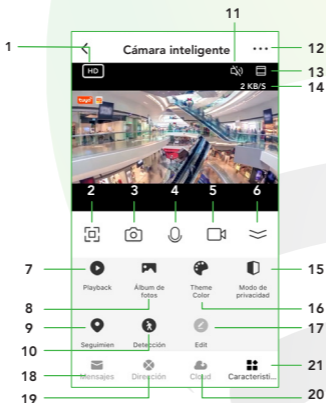 11
1
Cámara inteligente
12
HD
13
2 KB/S
14
tuya
2
3
4
5
6
7
Playback
Álbum de
fotos
Theme
Color
Modo de
privacidad
15
8
16
9
Seguimien
Detección
Edit
17
10
18
Mensajes
Dirección
Cloud
Característi...
21
19
20